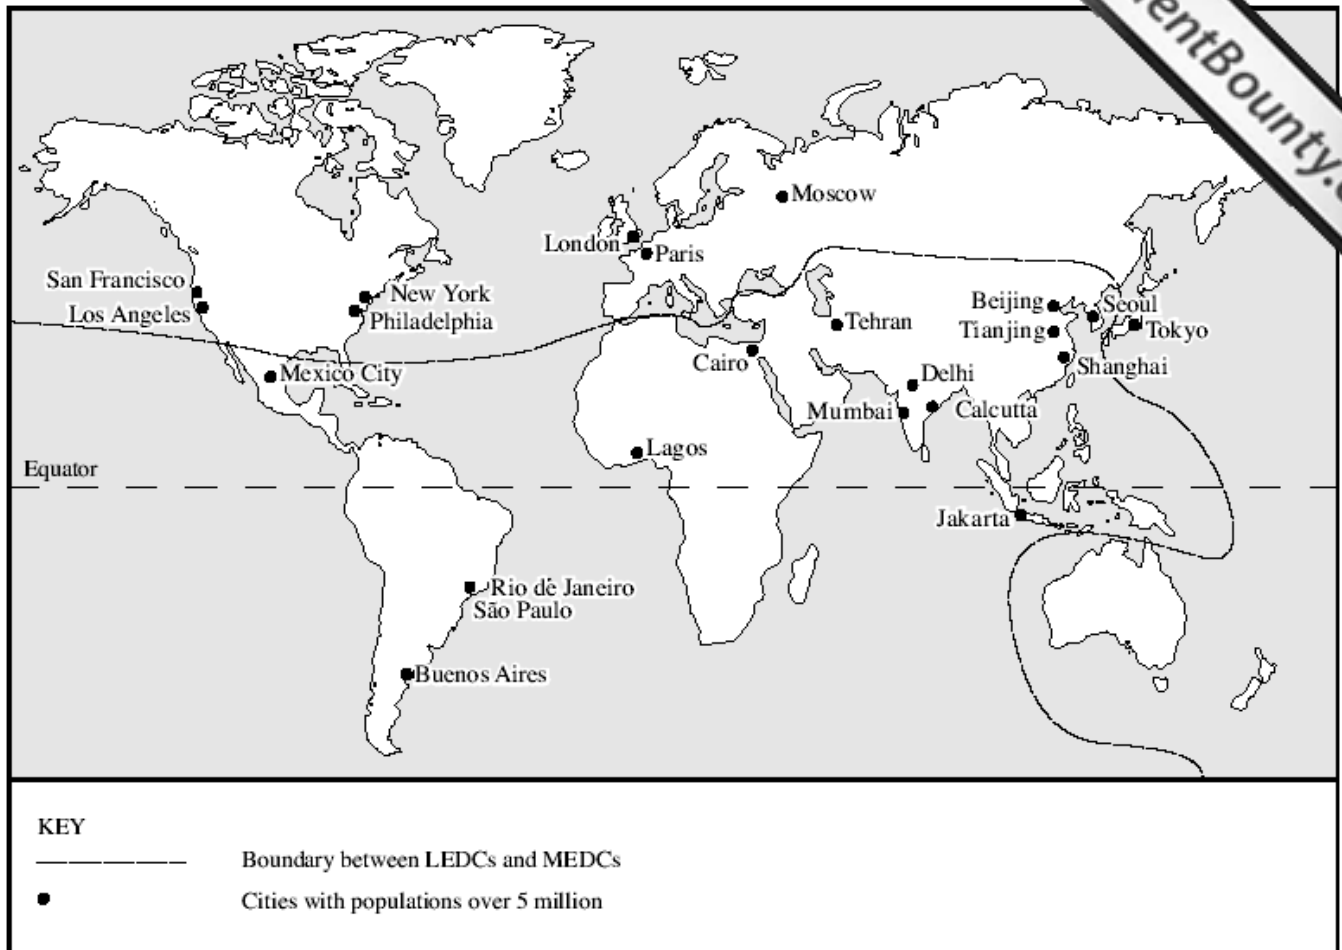 entBounty.
Moscow
London
Paris
San Francisco
New York
Los Angeles
Philadelphia
Beijing
Seoul
Tehran
Tianjing
Tokyo
Cairo
Shanghai
Mexico City
Delhi
Mumbai
Calcutta
Lagos
Equator
Jakarta
Rio de Janeiro
São Paulo
Buenos Aires
KEY
Boundary between LEDCs and MEDCs
Cities with populations over 5 million